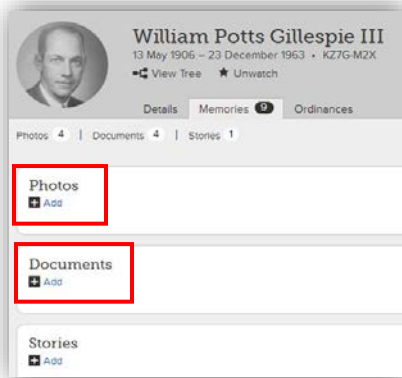 William Potts Gillespie III
13 May 1906 – 23 December 1963 • KZ7G-M2X
View Tree ★ Unwatch
Details Memories 9 Ordinances
Photos 4 | Documents 4 | Stories 1
Photos
Add
Documents
Add
Stories
Add